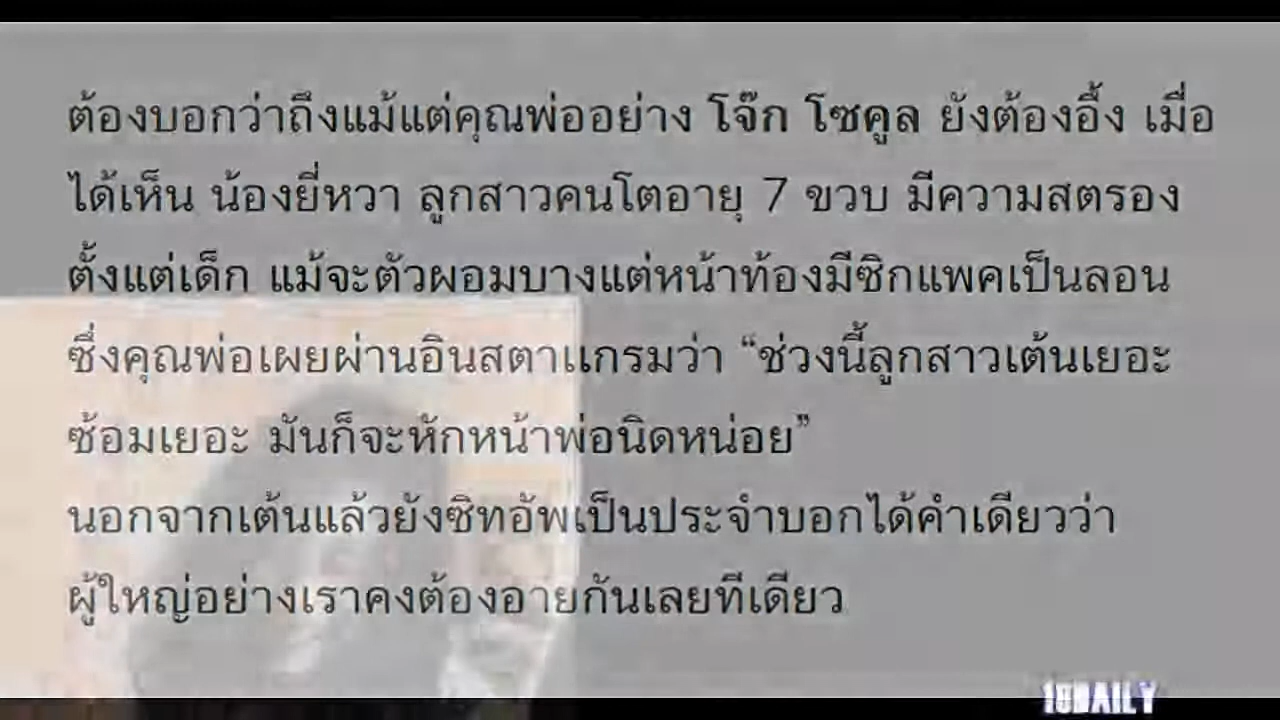 ต้องบอกว่าถึงแม้แต่คุณพ่ออย่าง โจ๊ก โซคูล ยังต้องอึ้ง เมื่อ
ได้เห็น น้องยี่หวา ลูกสาวคนโตอายุ 7 ขวบ มีความสตรอง
ตั้งแต่เด็ก แม้จะตัวผอมบางแต่หน้าท้องมีซิกแพคเป็นลอน
ซึ่งคุณพ่อเผยผ่านอินสตาแกรมว่า “ช่วงนี้ลูกสาวเต้นเยอะ
ซ้อมเยอะ มันก็จะหักหน้าพ่อนิดหน่อย”
นอกจากเต้นแล้วยังซิทอัพเป็นประจำบอกได้คำเดียวว่า
ผู้ใหญ่อย่างเราคงต้องอายกันเลยทีเดียว